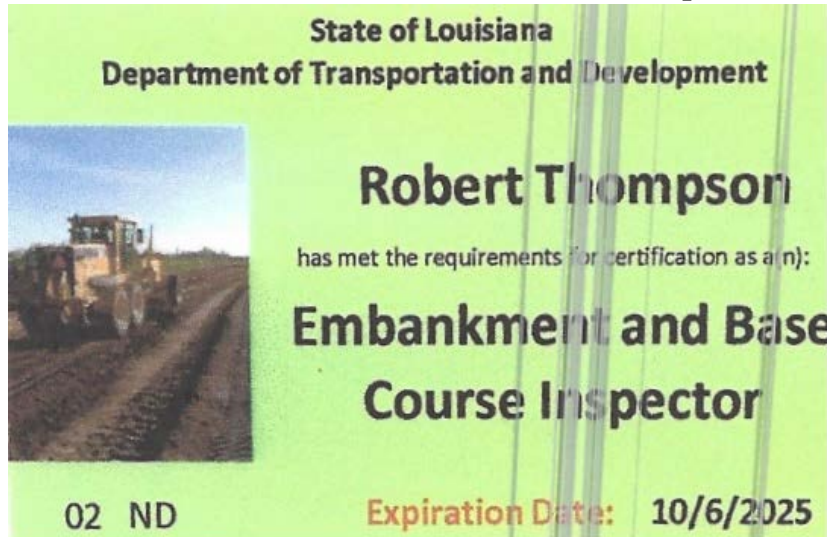 State of Louisiana
Department of Transportation and Development
Robert Thompson
has met the requirements for certification as a(n):
Embankment and Base
Course Inspector
02 ND
Expiration Date: 10/6/2025